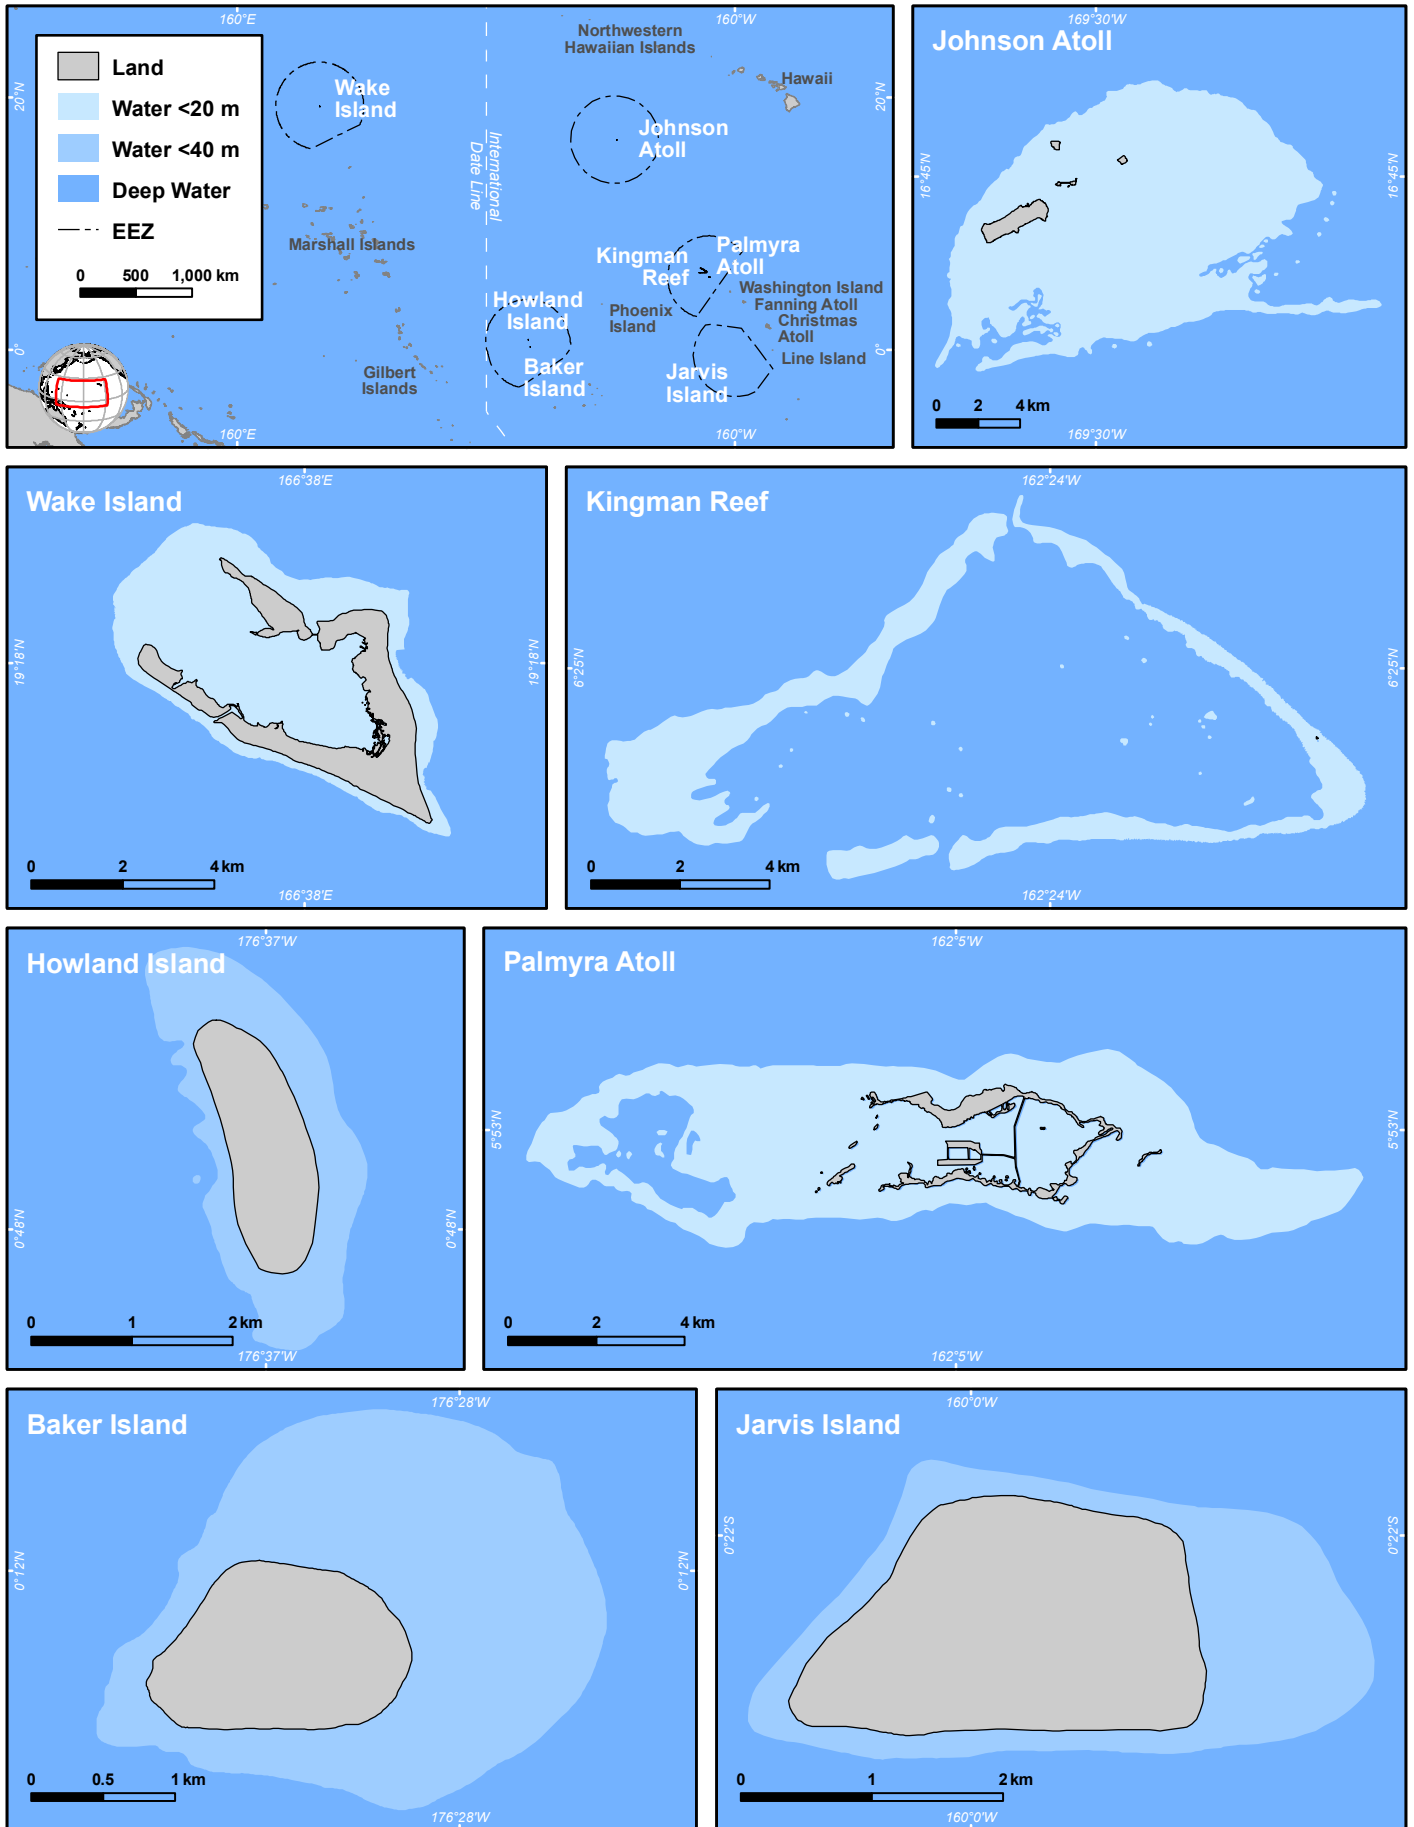 160°E
160°W
Northwestern
Hawaiian Islands
Hawaii
Land
Water <20 m
Water <40 m
Deep Water
EEZ
0 500 1,000 km
20°N
20°N
Wake
Island
Johnson
Atoll
International
Date Line
Marshall Islands
Kingman
Reef
Palmyra
Atoll
Washington Island
Fanning Atoll
Christmas
Atoll
Line Island
Phoenix
Island
Howland
Island
Baker
Island
Jarvis
Island
Gilbert
Islands
0°
0°
160°E
160°W
169°30'W
Johnson Atoll
16°45'N
16°45'N
0 2 4 km
169°30'W
166°38'E
Wake Island
19°18'N
19°18'N
0 2 4 km
166°38'E
162°24'W
Kingman Reef
6°25'N
6°25'N
0 2 4 km
162°24'W
176°37'W
Howland Island
0°48'N
0°48'N
0 1 2 km
176°37'W
162°5'W
Palmyra Atoll
5°53'N
5°53'N
0 2 4 km
162°5'W
176°28'W
Baker Island
0°12'N
0°12'N
0 0.5 1 km
176°28'W
160°0'W
Jarvis Island
0°22'S
0°22'S
0 1 2 km
160°0'W